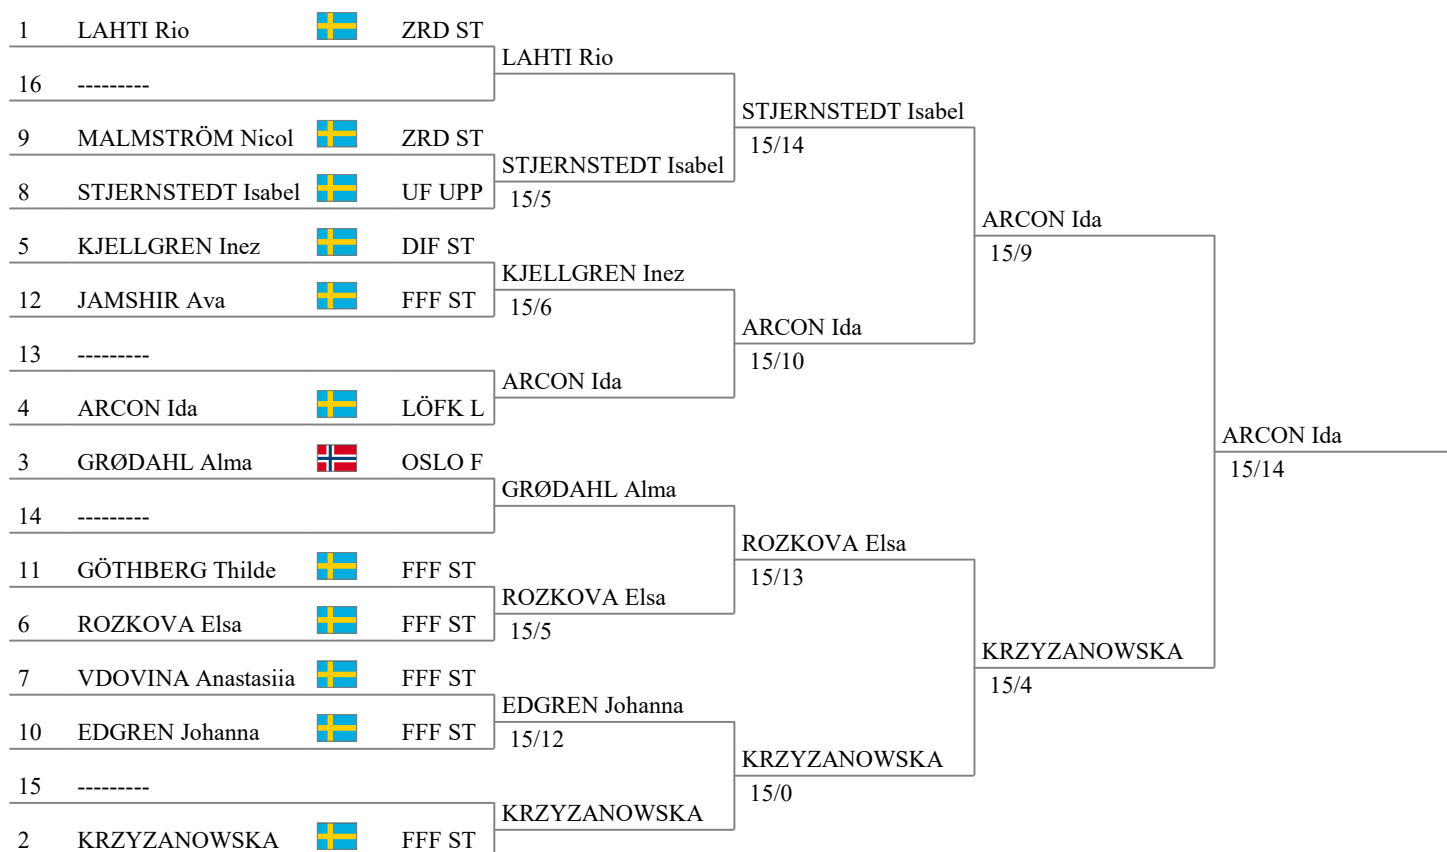 1 LAHTI Rio ZRD ST
LAHTI Rio
16 ---------
STJERNSTEDT Isabel
15/14
9 MALMSTRÖM Nicol ZRD ST
STJERNSTEDT Isabel
15/5
8 STJERNSTEDT Isabel UF UPP
ARCON Ida
15/9
5 KJELLGREN Inez DIF ST
KJELLGREN Inez
15/6
12 JAMSHIR Ava FFF ST
ARCON Ida
15/10
13 ---------
ARCON Ida
4 ARCON Ida LÖFK L
ARCON Ida
15/14
3 GRØDAHL Alma OSLO F
GRØDAHL Alma
14 ---------
ROZKOVA Elsa
15/13
11 GÖTHBERG Thilde FFF ST
ROZKOVA Elsa
15/5
6 ROZKOVA Elsa FFF ST
KRZYZANOWSKA
15/4
7 VDOVINA Anastasiia FFF ST
EDGREN Johanna
15/12
10 EDGREN Johanna FFF ST
KRZYZANOWSKA
15/0
15 ---------
KRZYZANOWSKA
2 KRZYZANOWSKA FFF ST